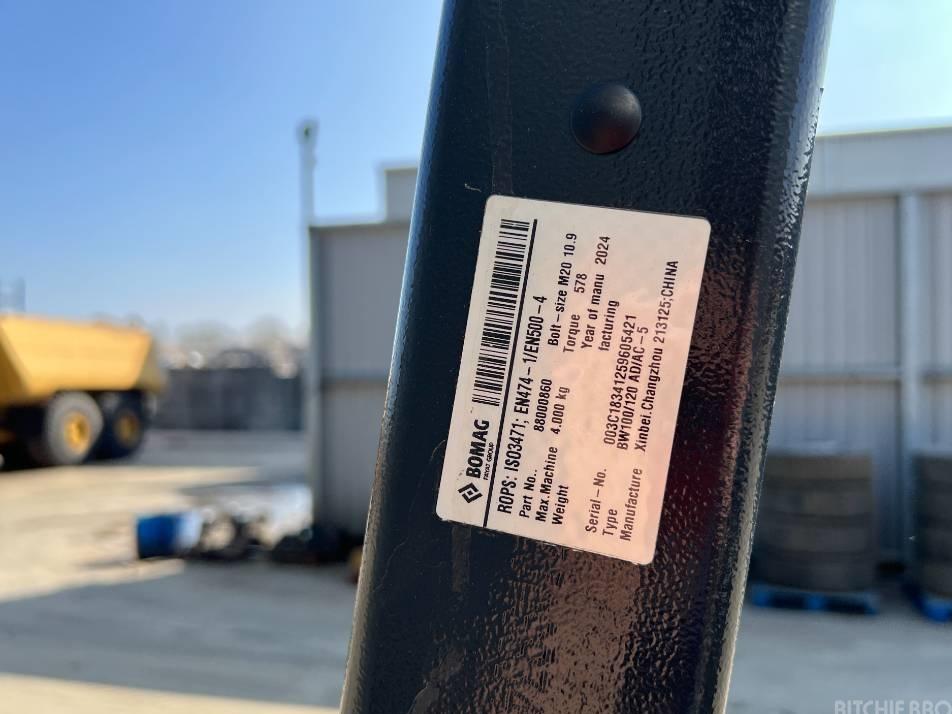 BOMAG
FAYAT GROUP
ROPS: ISO3471; EN474-1/EN500-4
Part No.. 88000860 Bolt-size M20 10.9
Max.Machine 4.000 kg Torque 578
Weight Year of manu 2024
facturing
Serial-No. 003C18341259605421
Type BW100/120 AD/AC-5
Manufacture Xinbei.Changzhou 213125;CHINA
RITCHIE BRO